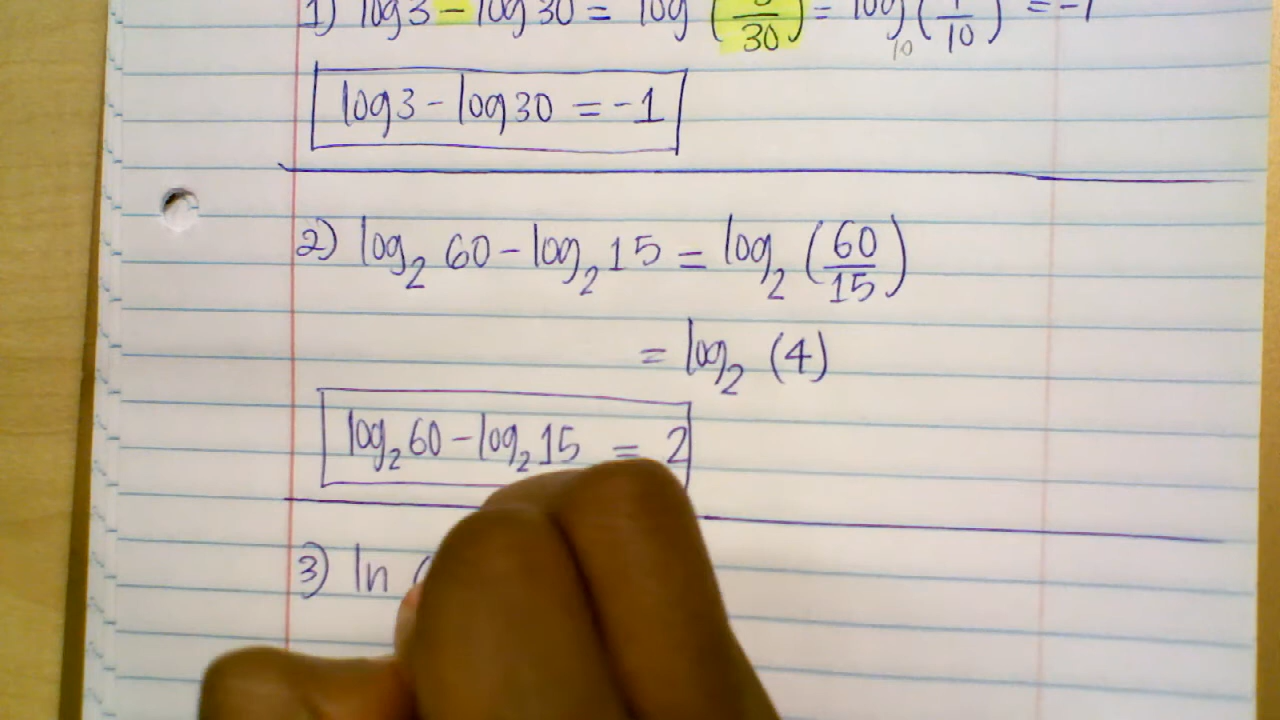 1) log3 - log30 = log (3/30) = log₁₀ (1/10) = -1
log3 - log30 = -1
2) log₂ 60 - log₂ 15 = log₂ (60/15)
= log₂ (4)
log₂ 60 - log₂ 15 = 2
3) ln (